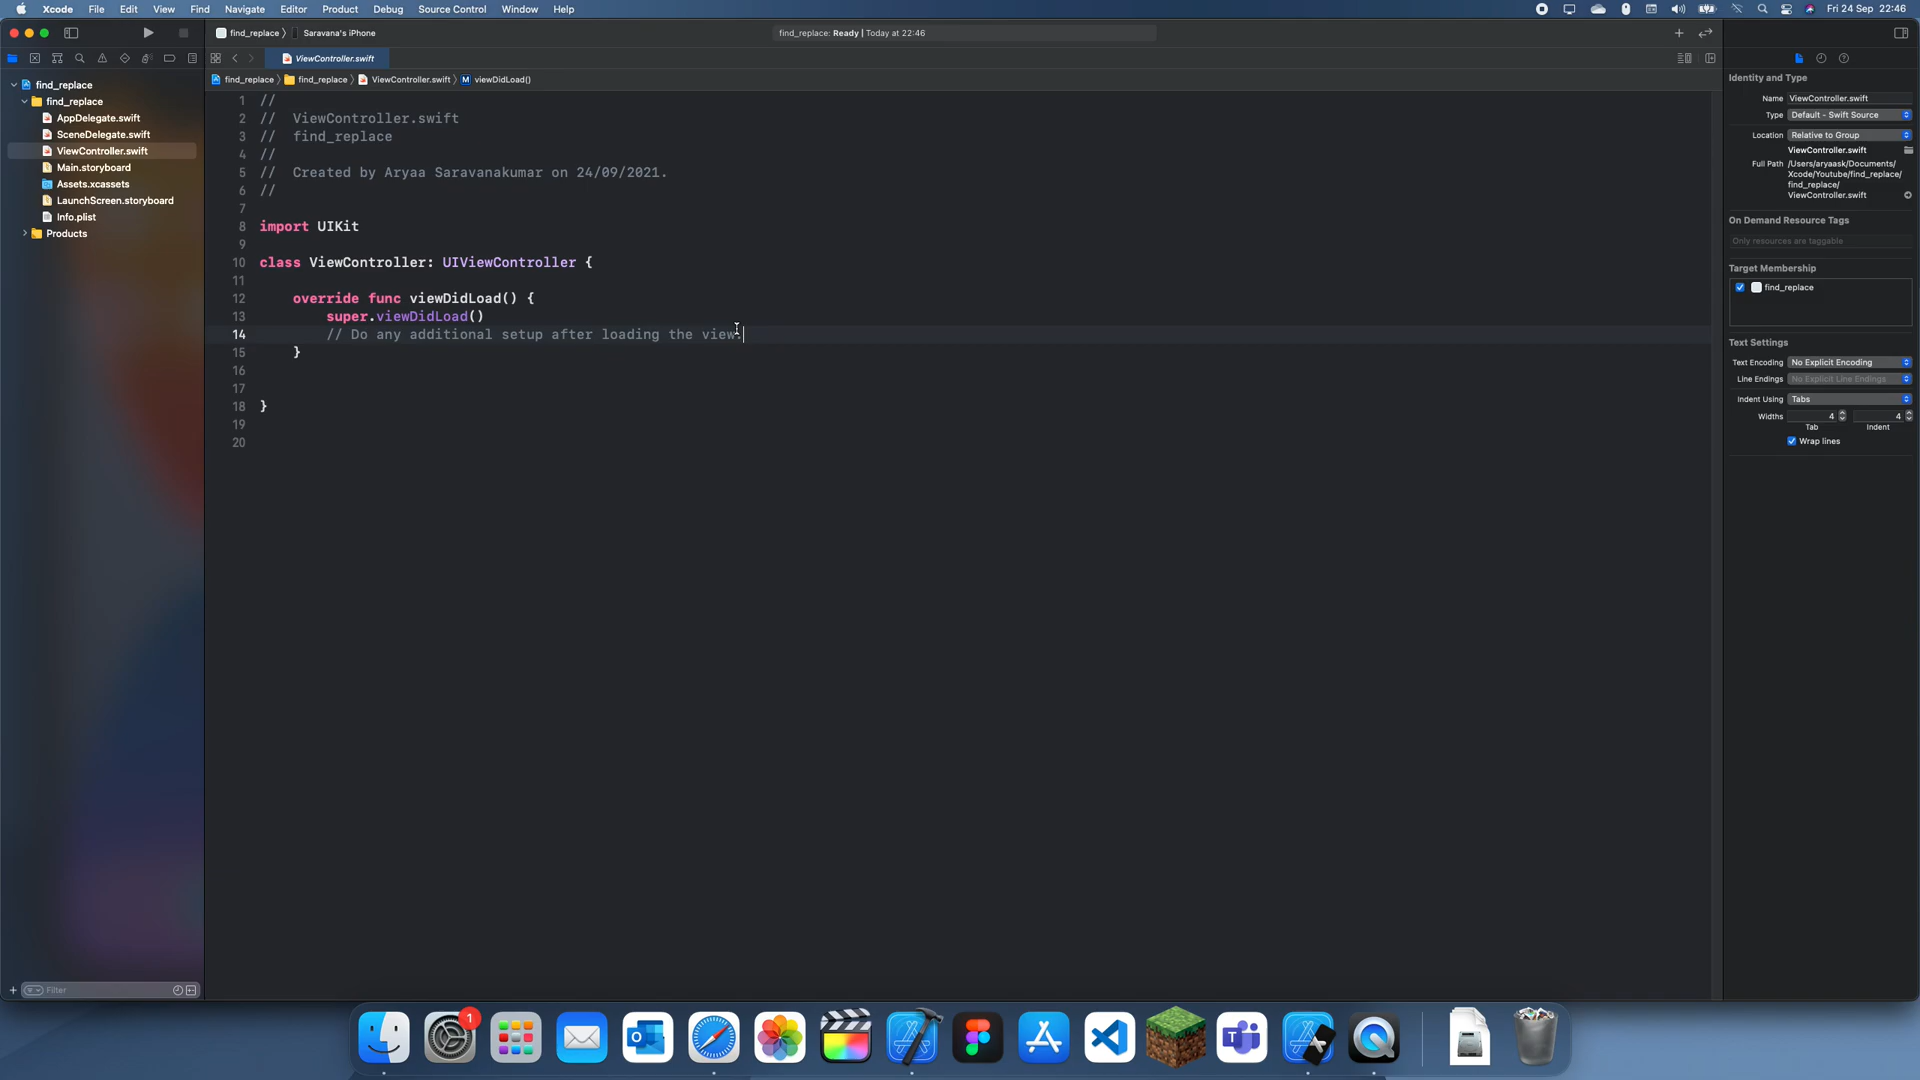 Xcode File Edit View Find Navigate Editor Product Debug Source Control Window Help Fri 24 Sep 22:46
find_replace 〉 Saravana's iPhone find_replace: Ready | Today at 22:46
ViewController.swift
find_replace 〉 find_replace 〉 ViewController.swift 〉 M viewDidLoad()
find_replace
find_replace
AppDelegate.swift
SceneDelegate.swift
ViewController.swift
Main.storyboard
Assets.xcassets
LaunchScreen.storyboard
Info.plist
Products
Filter
1 //
2 //  ViewController.swift
3 //  find_replace
4 //
5 //  Created by Aryaa Saravanakumar on 24/09/2021.
6 //
7
8 import UIKit
9
10 class ViewController: UIViewController {
11
12     override func viewDidLoad() {
13         super.viewDidLoad()
14         // Do any additional setup after loading the view.
15     }
16
17
18 }
19
20
Identity and Type
Name ViewController.swift
Type Default - Swift Source
Location Relative to Group
ViewController.swift
Full Path /Users/aryaask/Documents/
Xcode/Youtube/find_replace/
find_replace/
ViewController.swift
On Demand Resource Tags
Only resources are taggable
Target Membership
find_replace
Text Settings
Text Encoding No Explicit Encoding
Line Endings No Explicit Line Endings
Indent Using Tabs
Widths 4 4
Tab Indent
Wrap lines
1